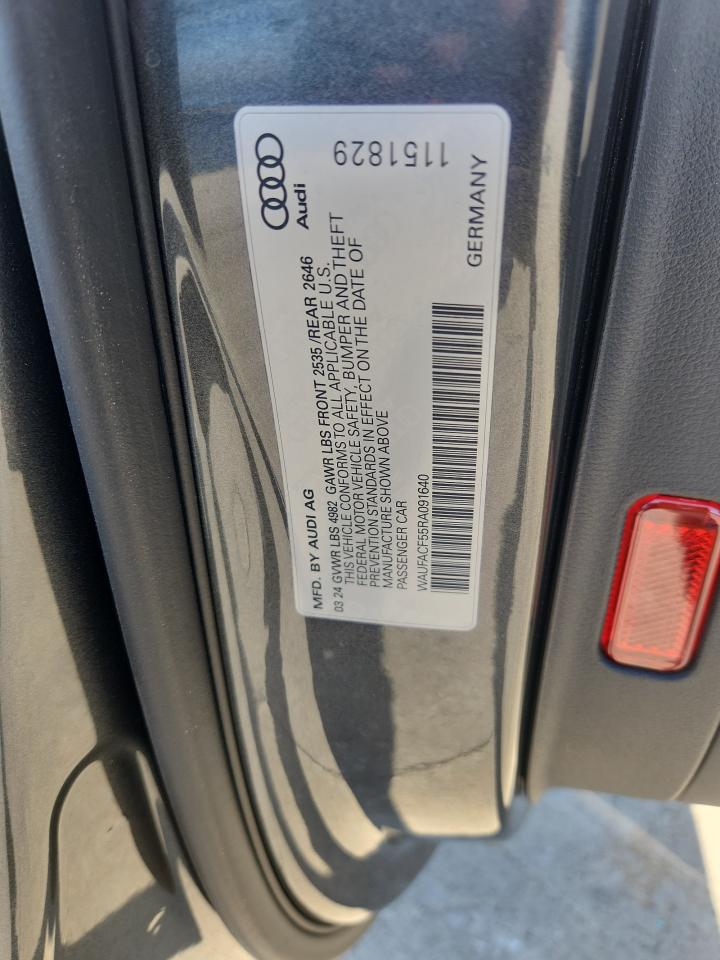 MFD. BY AUDI AG
Audi
03 24 GVWR LBS 4982 GAWR LBS FRONT 2535 /REAR 2646
THIS VEHICLE CONFORMS TO ALL APPLICABLE U.S.
FEDERAL MOTOR VEHICLE SAFETY, BUMPER AND THEFT
PREVENTION STANDARDS IN EFFECT ON THE DATE OF
MANUFACTURE SHOWN ABOVE
PASSENGER CAR
WAUFACF55RA091640
GERMANY
1151829